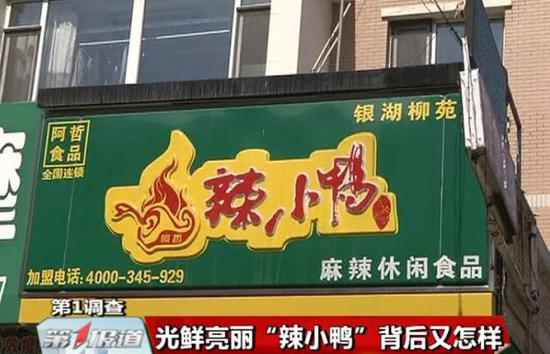 银湖柳苑
阿哲
食品
全国连锁
辣小鸭
阿哲
麻辣休闲食品
加盟电话:4000-345-929
第1调查
第1报道
光鲜亮丽“辣小鸭”背后又怎样